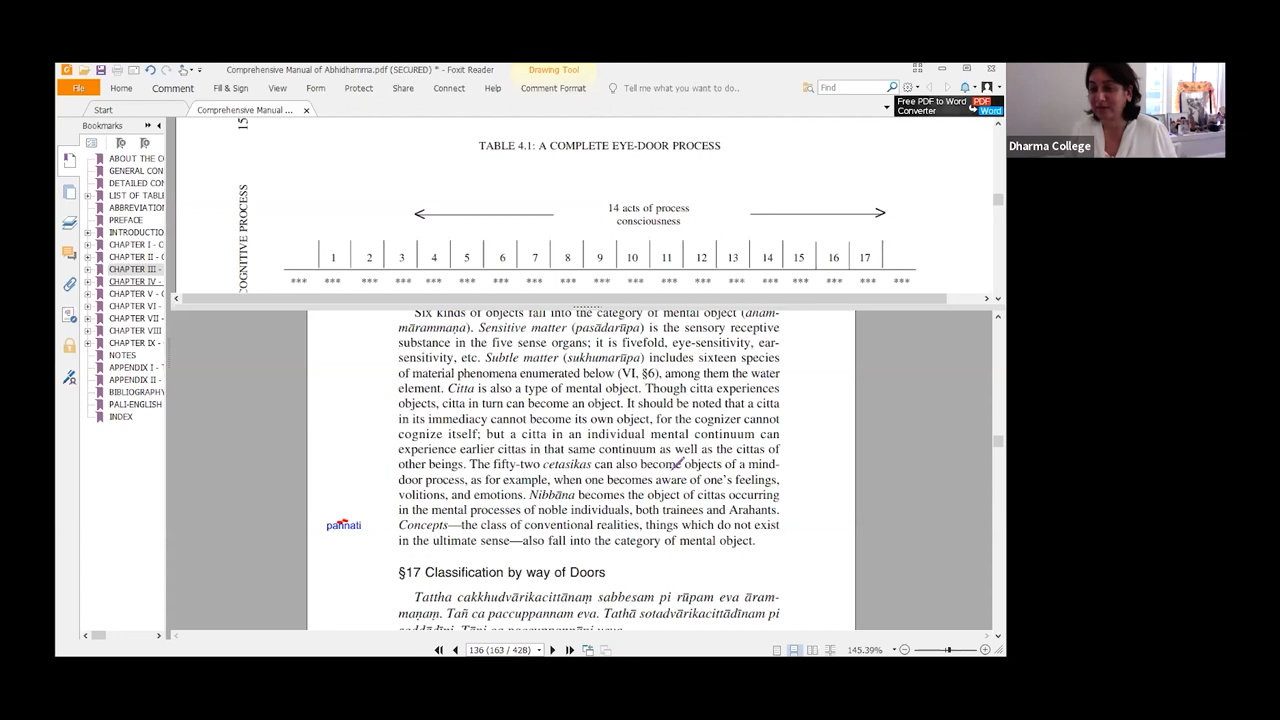 Comprehensive Manual of Abhidhamma.pdf (SECURED) * - Foxit Reader
Drawing Tool
File
Home
Comment
Fill & Sign
View
Form
Protect
Share
Connect
Help
Comment Format
Tell me what you want to do..
Find
Start
Comprehensive Manual ...
Free PDF to Word
Converter
PDF
Word
Bookmarks
ABOUT THE C
GENERAL CON
DETAILED CON
LIST OF TABLE
ABBREVIATION
PREFACE
INTRODUCTIO
CHAPTER I - C
CHAPTER II - C
CHAPTER III -
CHAPTER IV -
CHAPTER V - C
CHAPTER VI -
CHAPTER VII -
CHAPTER VIII
CHAPTER IX -
NOTES
APPENDIX I -
APPENDIX II -
BIBLIOGRAPHY
PALI-ENGLISH
INDEX
15
COGNITIVE PROCESS
TABLE 4.1: A COMPLETE EYE-DOOR PROCESS
14 acts of process
consciousness
1 2 3 4 5 6 7 8 9 10 11 12 13 14 15 16 17
*** *** *** *** *** *** *** *** *** *** *** *** *** *** *** *** *** *** ***
Six kinds of objects fall into the category of mental object (dham-
mārammaṇa). Sensitive matter (pasādarūpa) is the sensory receptive
substance in the five sense organs; it is fivefold, eye-sensitivity, ear-
sensitivity, etc. Subtle matter (sukhumarūpa) includes sixteen species
of material phenomena enumerated below (VI, §6), among them the water
element. Citta is also a type of mental object. Though citta experiences
objects, citta in turn can become an object. It should be noted that a citta
in its immediacy cannot become its own object, for the cognizer cannot
cognize itself; but a citta in an individual mental continuum can
experience earlier cittas in that same continuum as well as the cittas of
other beings. The fifty-two cetasikas can also become objects of a mind-
door process, as for example, when one becomes aware of one's feelings,
volitions, and emotions. Nibbāna becomes the object of cittas occurring
in the mental processes of noble individuals, both trainees and Arahants.
Concepts—the class of conventional realities, things which do not exist
in the ultimate sense—also fall into the category of mental object.
pannati
§17 Classification by way of Doors
Tattha cakkhudvārikacittānaṃ sabbesam pi rūpam eva āram-
maṇaṃ. Tañ ca paccuppannam eva. Tathā sotadvārikacittādīnam pi
saddādīni. Tāni ca paccuppannāni yeva.
136 (163 / 428)
145.39%
Dharma College